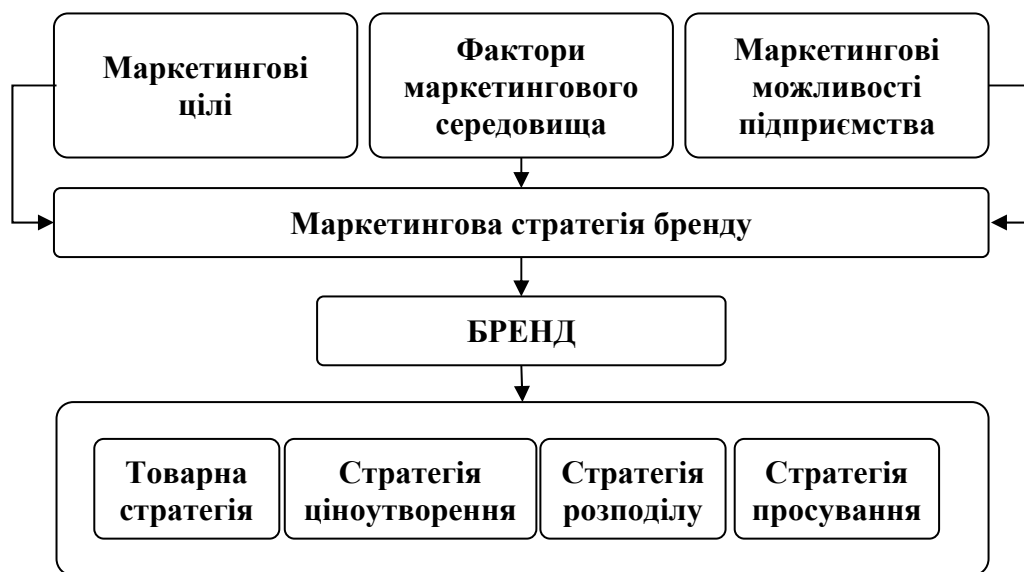 Маркетингові
цілі
Фактори
маркетингового
середовища
Маркетингові
можливості
підприємства
Маркетингова стратегія бренду
БРЕНД
Товарна
стратегія
Стратегія
ціноутворення
Стратегія
розподілу
Стратегія
просування